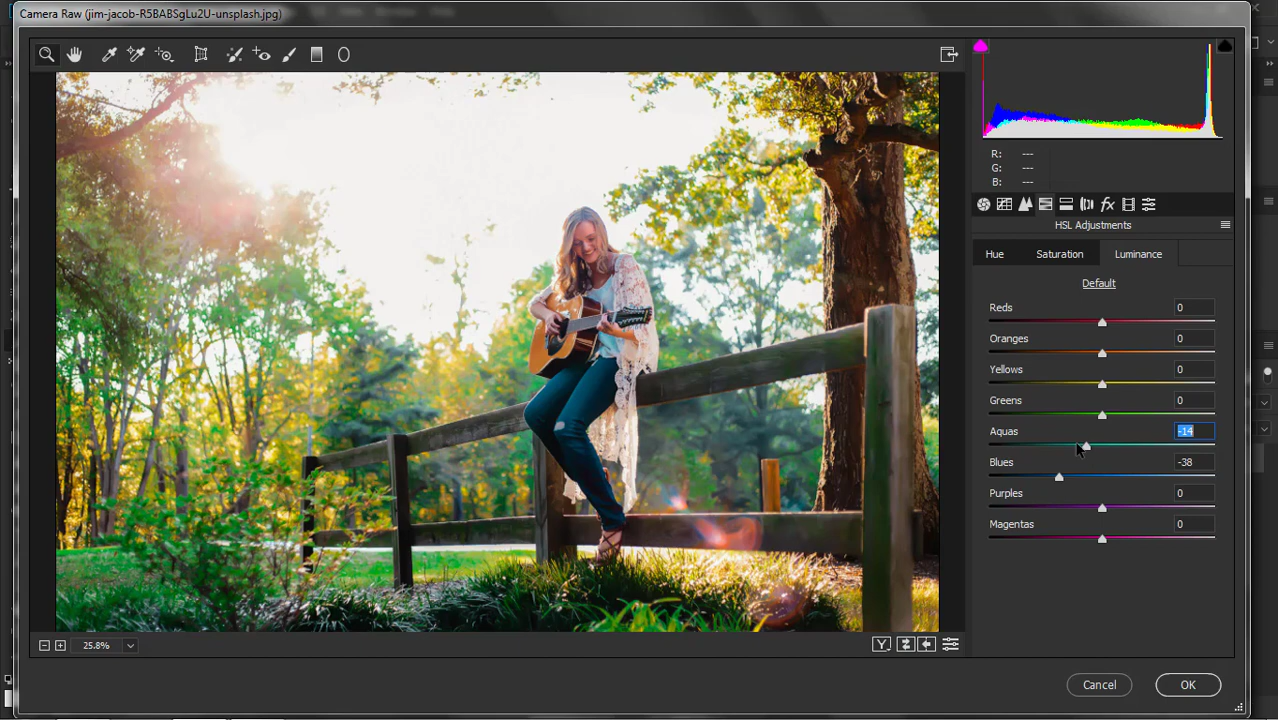 Camera Raw (jim-jacob-R5BABSgLu2U-unsplash.jpg)
R: ---
G: ---
B: ---
fx
HSL Adjustments
Hue Saturation Luminance
Default
Reds 0
Oranges 0
Yellows 0
Greens 0
Aquas -14
Blues -38
Purples 0
Magentas 0
25.8%
Y
Cancel OK